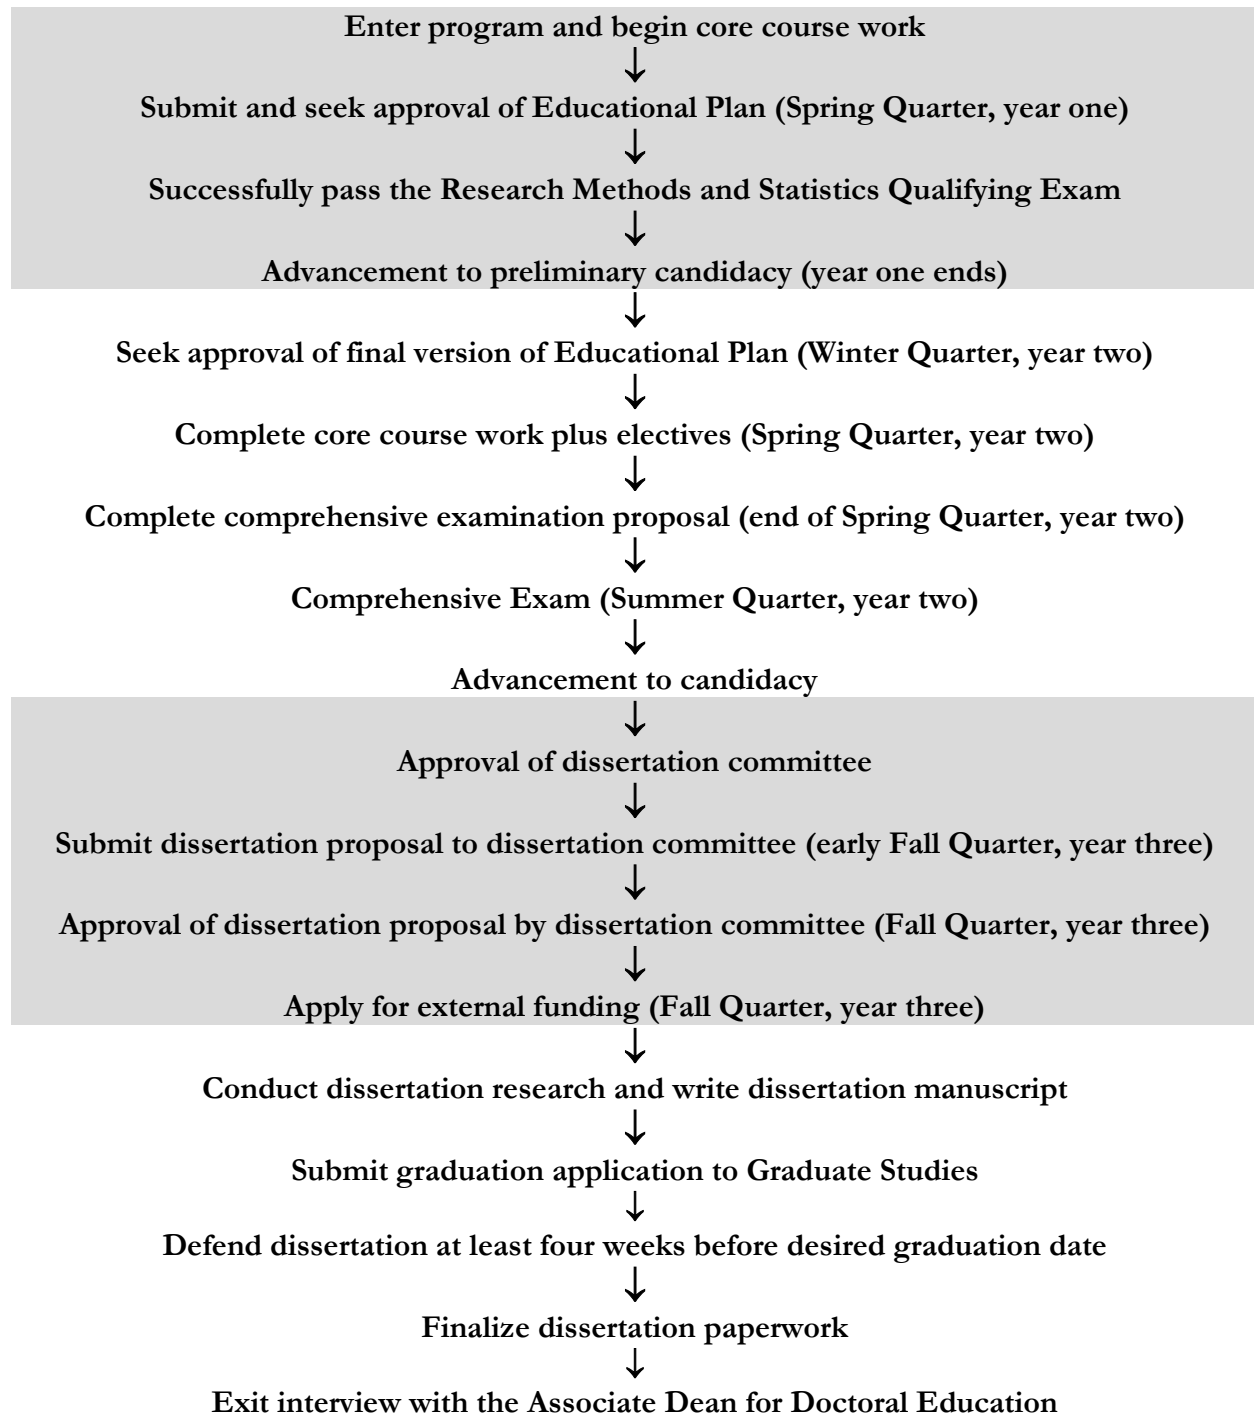 Enter program and begin core course work
↓
Submit and seek approval of Educational Plan (Spring Quarter, year one)
↓
Successfully pass the Research Methods and Statistics Qualifying Exam
↓
Advancement to preliminary candidacy (year one ends)
↓
Seek approval of final version of Educational Plan (Winter Quarter, year two)
↓
Complete core course work plus electives (Spring Quarter, year two)
↓
Complete comprehensive examination proposal (end of Spring Quarter, year two)
↓
Comprehensive Exam (Summer Quarter, year two)
↓
Advancement to candidacy
↓
Approval of dissertation committee
↓
Submit dissertation proposal to dissertation committee (early Fall Quarter, year three)
↓
Approval of dissertation proposal by dissertation committee (Fall Quarter, year three)
↓
Apply for external funding (Fall Quarter, year three)
↓
Conduct dissertation research and write dissertation manuscript
↓
Submit graduation application to Graduate Studies
↓
Defend dissertation at least four weeks before desired graduation date
↓
Finalize dissertation paperwork
↓
Exit interview with the Associate Dean for Doctoral Education